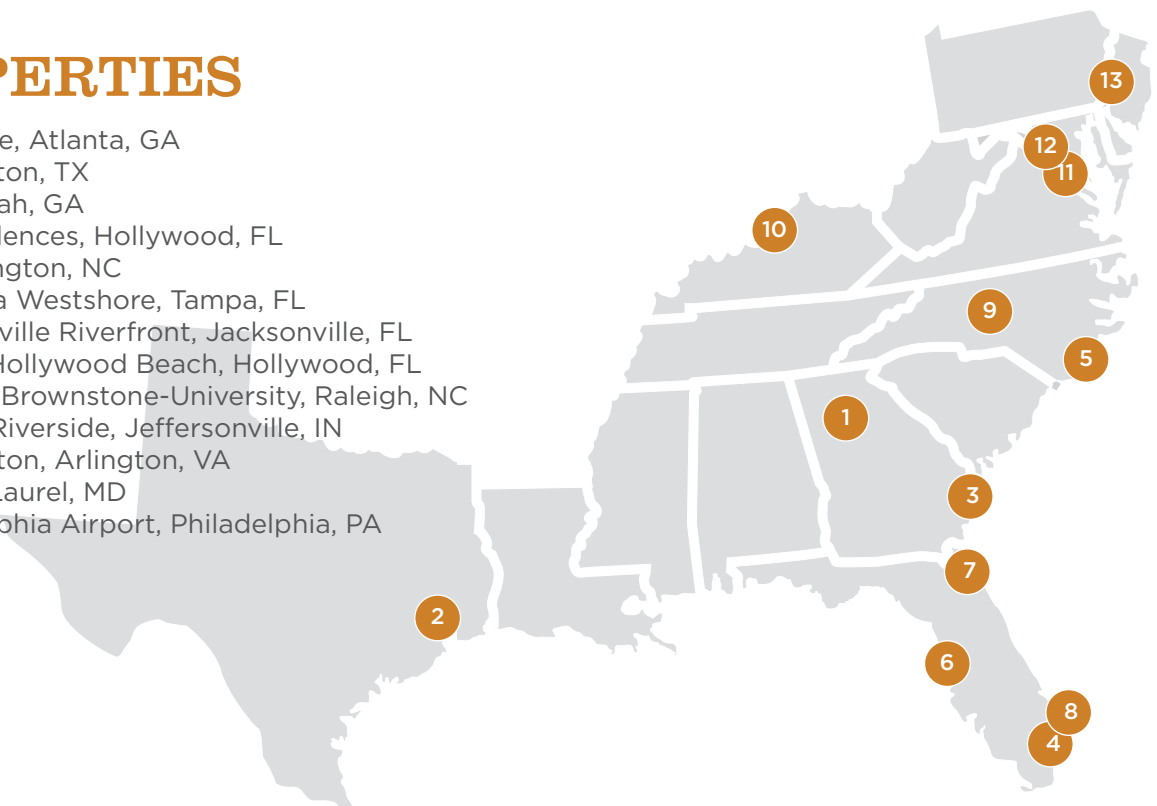 PERTIES
e, Atlanta, GA
ton, TX
ah, GA
dences, Hollywood, FL
ngton, NC
a Westshore, Tampa, FL
ville Riverfront, Jacksonville, FL
Hollywood Beach, Hollywood, FL
Brownstone-University, Raleigh, NC
Riverside, Jeffersonville, IN
ton, Arlington, VA
Laurel, MD
phia Airport, Philadelphia, PA
13
12
11
10
9
5
1
3
7
2
6
8
4